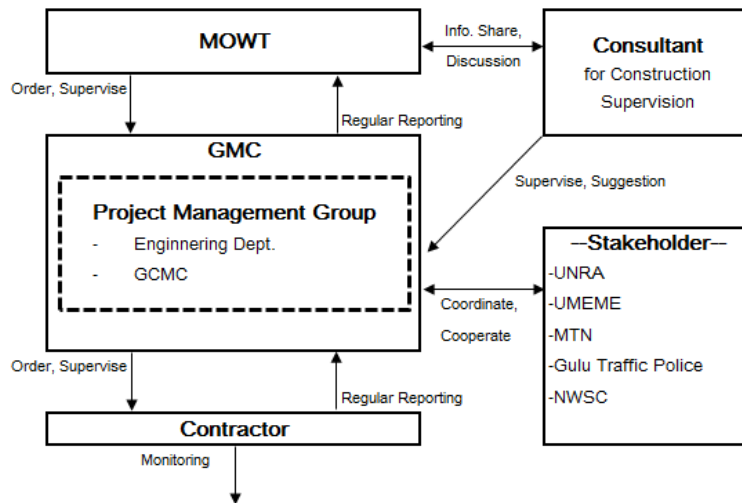 MOWT
Info. Share,
Discussion
Consultant
for Construction
Supervision
Order, Supervise
Regular Reporting
GMC
Project Management Group
- Enginnering Dept.
- GCMC
Supervise, Suggestion
--Stakeholder--
-UNRA
-UMEME
-MTN
-Gulu Traffic Police
-NWSC
Coordinate,
Cooperate
Order, Supervise
Regular Reporting
Contractor
Monitoring